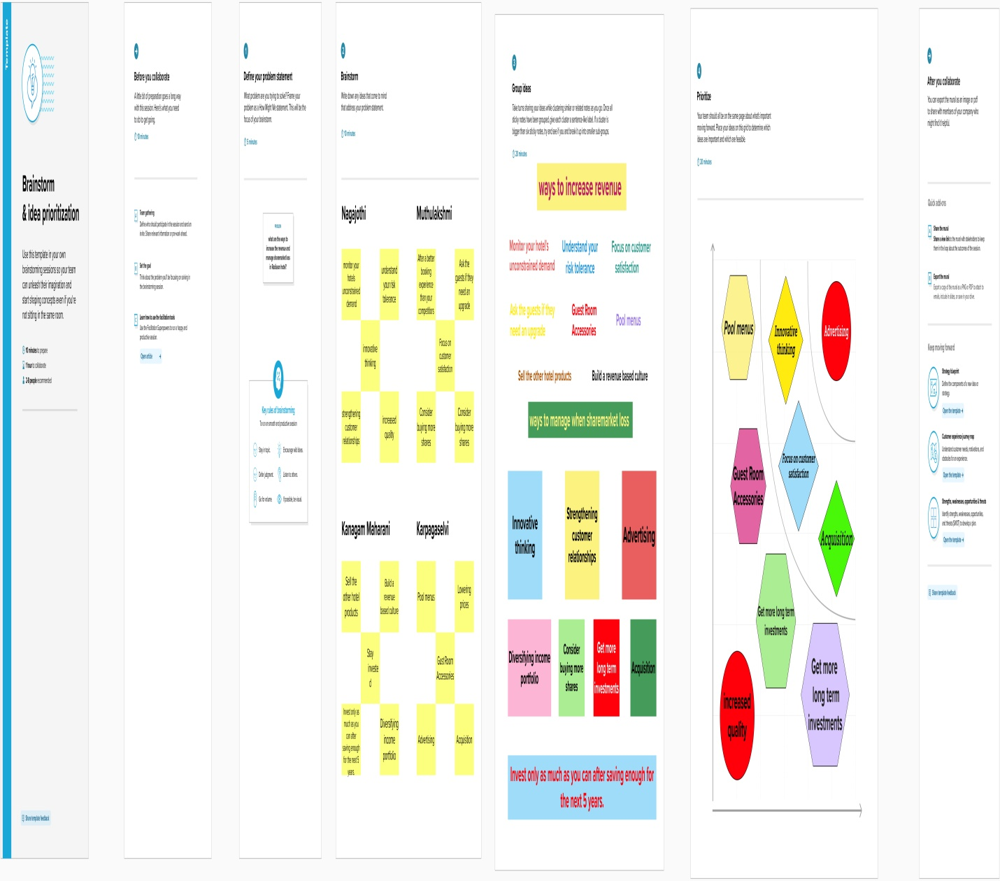 Template
Brainstorm
& idea prioritization
Use this template in your own
brainstorming sessions so your team
can unleash their imagination and
start shaping concepts even if you're
not sitting in the same room.
10 minutes to prepare
1 hour to collaborate
2-8 people recommended
Share template feedback
Before you collaborate
A little bit of preparation goes a long way
with this session. Here's what you need
to do to get going.
10 minutes
A
Team gathering
Define who should participate in the session and send an
invite. Share relevant information or pre-work ahead.
B
Set the goal
Think about the problem you'll be focusing on solving in
the brainstorming session.
C
Learn how to use the facilitation tools
Use the Facilitation Superpowers to run a happy and
productive session.
Open article
1
Define your problem statement
What problem are you trying to solve? Frame your
problem as a How Might We statement. This will be the
focus of your brainstorm.
5 minutes
PROBLEM
what are the ways to
increase the revenue and
manage sharemarket loss
in Radisson hotel?
Key rules of brainstorming
To run an smooth and productive session
Stay in topic.
Encourage wild ideas.
Defer judgment.
Listen to others.
Go for volume.
If possible, be visual.
2
Brainstorm
Write down any ideas that come to mind
that address your problem statement.
10 minutes
Nagajothi
monitor your
hotels
unconstrained
demand
understand
your risk
tolerance
innovative
thinking
strengthening
customer
relationships
increased
quality
Muthulakshmi
After a better
booking
experience
than your
competitors
Ask the
guests if they
need an
upgrade
Focus on
customer
satisfaction
Consider
buying more
shares
Consider
buying more
shares
Kanagam Maharani
Sell the
other hotel
products
Build a
revenue
based culture
Stay
investe
d
Invest only as
much as you
can after
saving enough
for the next 5
years.
Diversifying
income
portfolio
Karpagaselvi
Pool menus
Lowering
prices
Gust Room
Accessories
Advertising
Acquisition
3
Group ideas
Take turns sharing your ideas while clustering similar or related notes as you go. Once all
sticky notes have been grouped, give each cluster a sentence-like label. If a cluster is
bigger than six sticky notes, try and see if you and break it up into smaller sub-groups.
20 minutes
ways to increase revenue
Monitor your hotel's
unconstrained demand
Understand your
risk tolerance
Focus on customer
satisfaction
Ask the guests if they
need an upgrade
Guest Room
Accessories
Pool menus
Sell the other hotel products
Build a revenue based culture
ways to manage when sharemarket loss
Innovative
thinking
Strengthening
customer
relationships
Advertising
Diversifying income
portfolio
Consider
buying more
shares
Get more
long term
investments
Acquisition
Invest only as much as you can after saving enough for
the next 5 years.
4
Prioritize
Your team should all be on the same page about what's important
moving forward. Place your ideas on this grid to determine which
ideas are important and which are feasible.
20 minutes
Pool menus
Innovative
thinking
Advertising
Guest Room
Accessories
Focus on customer
satisfaction
Acquisition
Get more long term
investments
increased
quality
Get more
long term
investments
After you collaborate
You can export the mural as an image or pdf
to share with members of your company who
might find it helpful.
Quick add-ons
A
Share the mural
Share a view link to the mural with stakeholders to keep
them in the loop about the outcomes of the session.
B
Export the mural
Export a copy of the mural as a PNG or PDF to attach to
emails, include in slides, or save in your drive.
Keep moving forward
Strategy blueprint
Define the components of a new idea or
strategy.
Open the template
Customer experience journey map
Understand customer needs, motivations, and
obstacles for an experience.
Open the template
Strengths, weaknesses, opportunities & threats
Identify strengths, weaknesses, opportunities,
and threats (SWOT) to develop a plan.
Open the template
Share template feedback